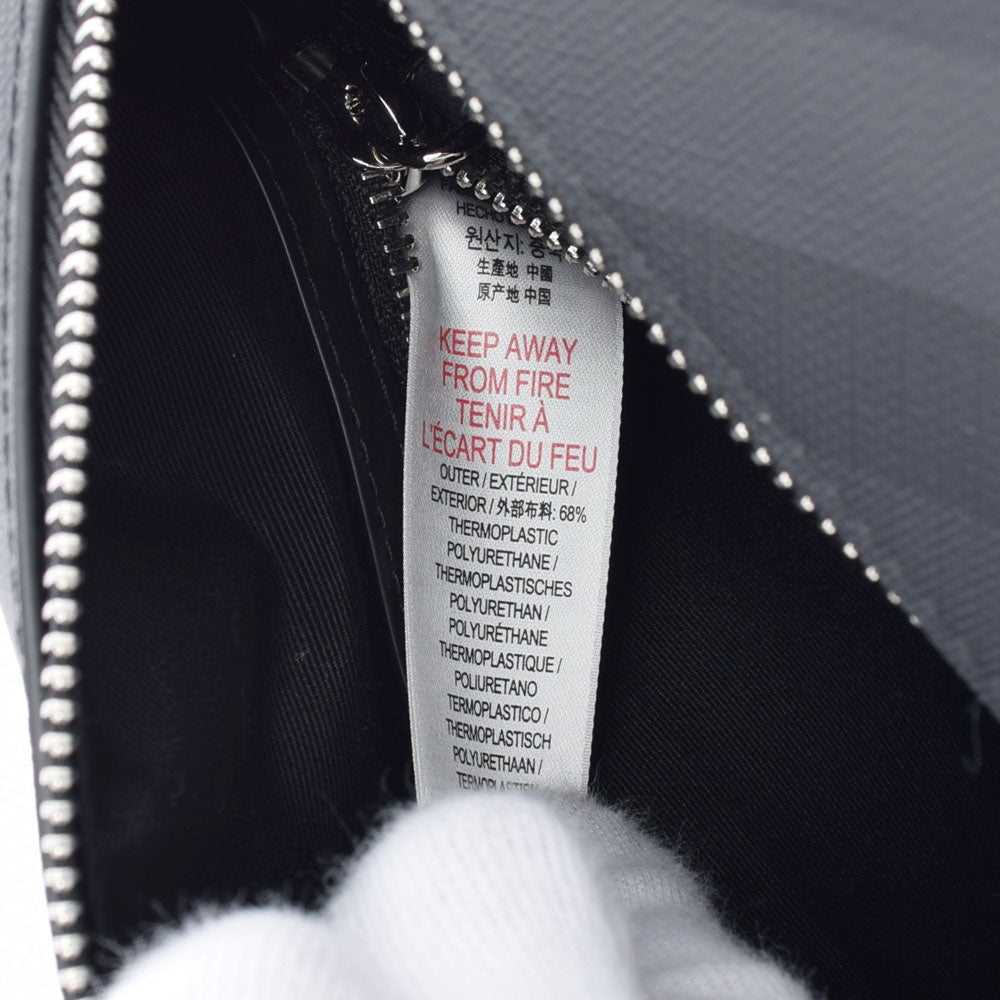 HECHO
원산지: 중국
生產地 中國
原产地 中国
KEEP AWAY
FROM FIRE
TENIR À
L'ÉCART DU FEU
OUTER / EXTÉRIEUR /
EXTERIOR / 外部布料: 68%
THERMOPLASTIC
POLYURETHANE /
THERMOPLASTISCHES
POLYURETHAN /
POLYURÉTHANE
THERMOPLASTIQUE /
POLIURETANO
TERMOPLASTICO /
THERMOPLASTISCH
POLYURETHAAN /